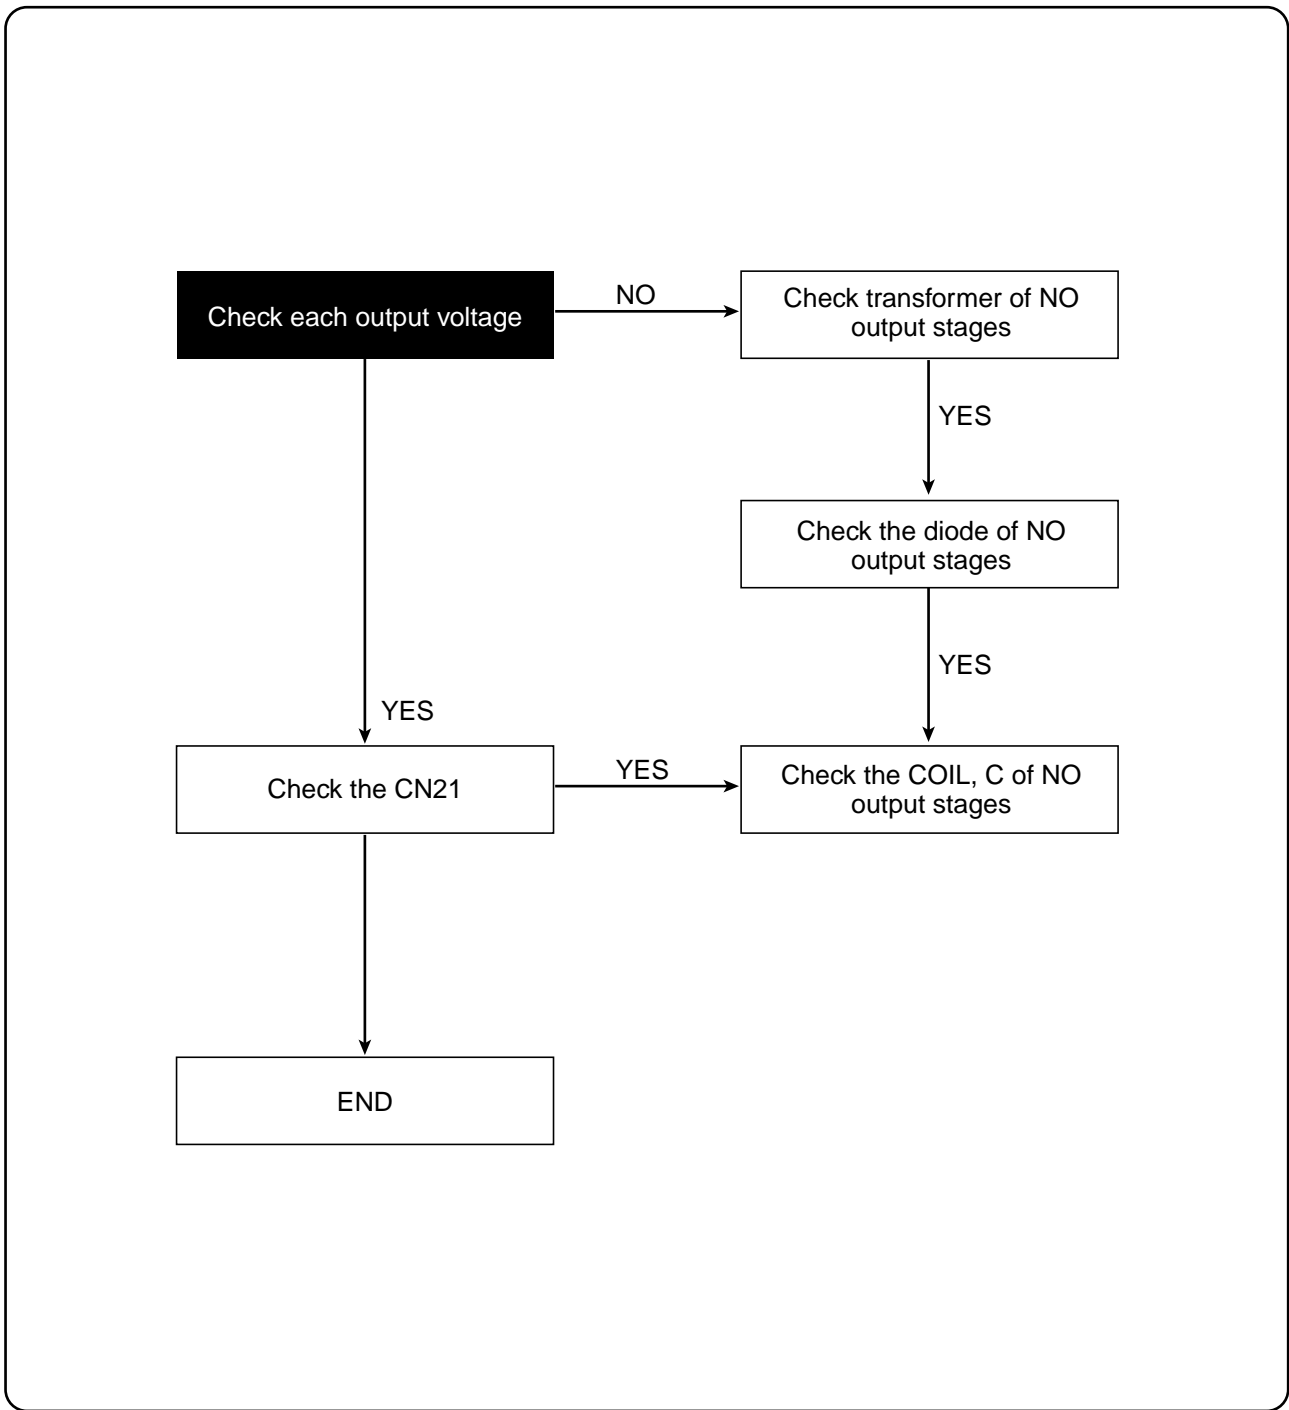 Check each output voltage
NO
Check transformer of NO
output stages
YES
Check the diode of NO
output stages
YES
YES
Check the CN21
YES
Check the COIL, C of NO
output stages
END